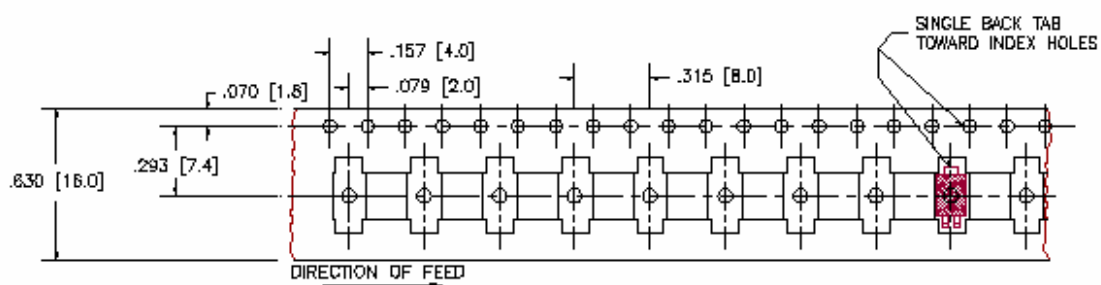 SINGLE BACK TAB
TOWARD INDEX HOLES
.157 [4.0]
.315 [8.0]
.079 [2.0]
.070 [1.8]
.293 [7.4]
.630 [16.0]
DIRECTION OF FEED